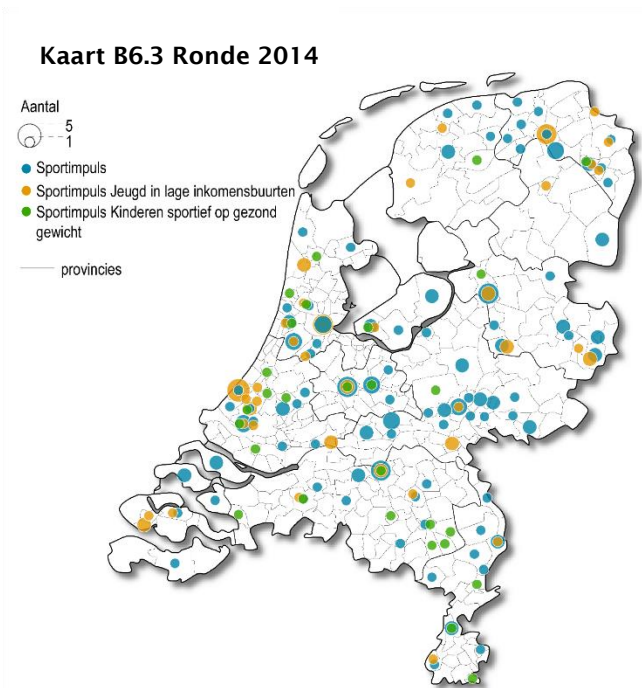 Kaart B6.3 Ronde 2014
Aantal
5
1
Sportimpuls
Sportimpuls Jeugd in lage inkomensbuurten
Sportimpuls Kinderen sportief op gezond
gewicht
provincies